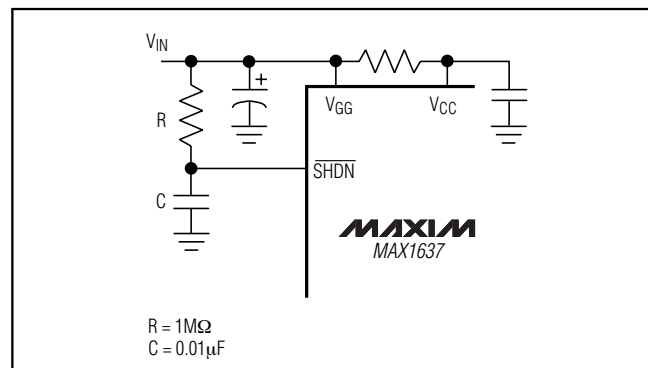 VIN
+
R
VGG
VCC
SHDN
C
MAXIM
MAX1637
R = 1MΩ
C = 0.01μF